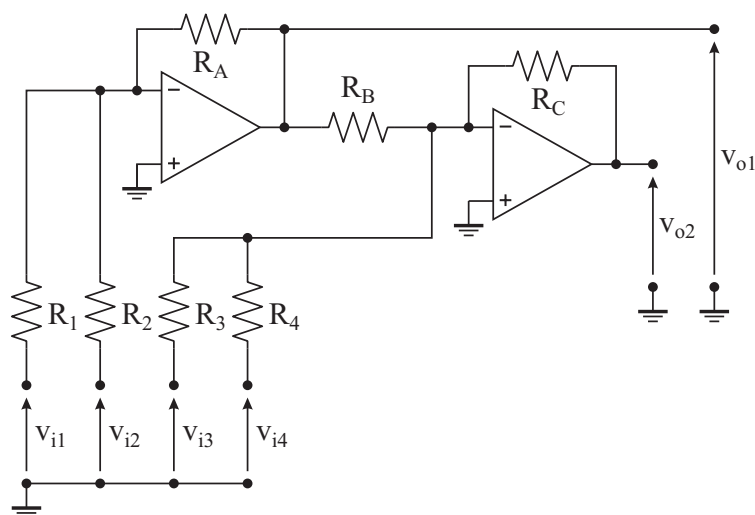 R_A
R_B
R_C
v_o1
v_o2
R_1 R_2 R_3 R_4
v_i1 v_i2 v_i3 v_i4
− +
− +